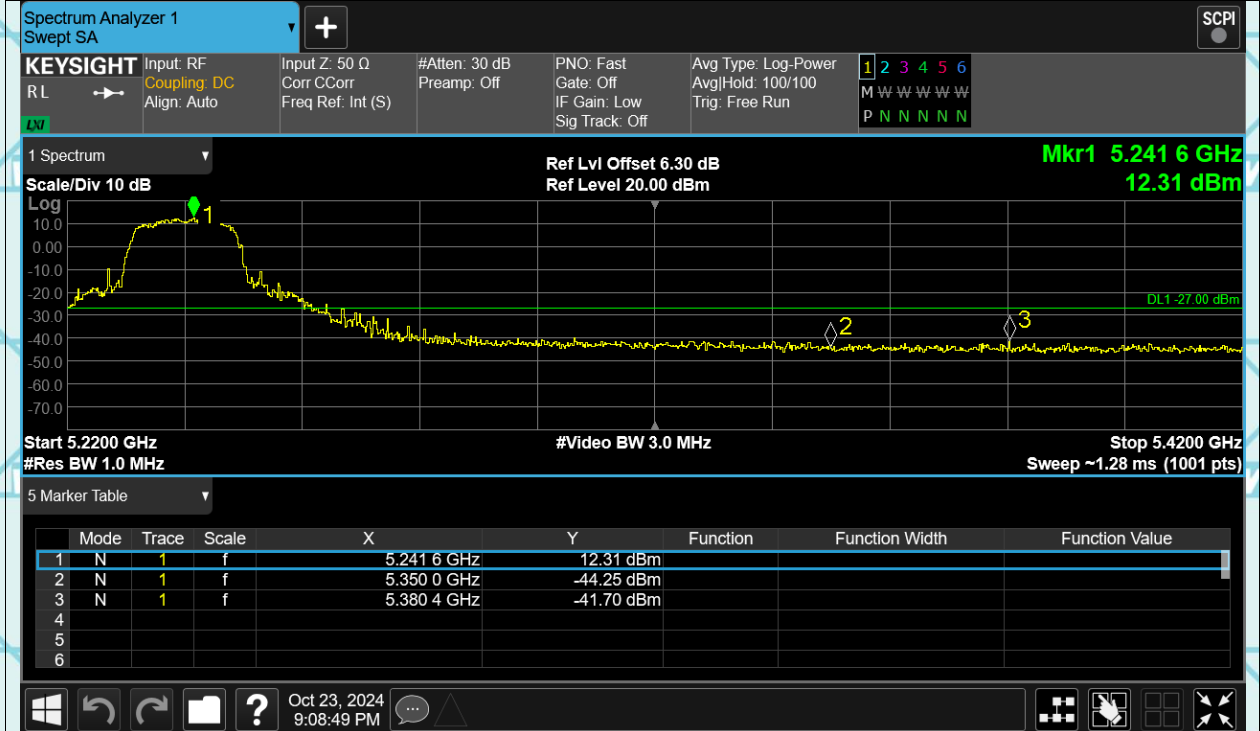 Spectrum Analyzer 1
Swept SA
SCPI
KEYSIGHT
R L
LXI
Input: RF
Coupling: DC
Align: Auto
Input Z: 50 Ω
Corr CCorr
Freq Ref: Int (S)
#Atten: 30 dB
Preamp: Off
PNO: Fast
Gate: Off
IF Gain: Low
Sig Track: Off
Avg Type: Log-Power
Avg|Hold: 100/100
Trig: Free Run
1 2 3 4 5 6
M W W W W W
P N N N N N
1 Spectrum
Scale/Div 10 dB
Ref Lvl Offset 6.30 dB
Ref Level 20.00 dBm
Mkr1 5.241 6 GHz
12.31 dBm
Log
10.0
0.00
-10.0
-20.0
-30.0
-40.0
-50.0
-60.0
-70.0
1
DL1 -27.00 dBm
2
3
Start 5.2200 GHz
#Video BW 3.0 MHz
Stop 5.4200 GHz
#Res BW 1.0 MHz
Sweep ~1.28 ms (1001 pts)
5 Marker Table
Mode Trace Scale X Y Function Function Width Function Value
1 N 1 f 5.241 6 GHz 12.31 dBm
2 N 1 f 5.350 0 GHz -44.25 dBm
3 N 1 f 5.380 4 GHz -41.70 dBm
4
5
6
?
Oct 23, 2024
9:08:49 PM